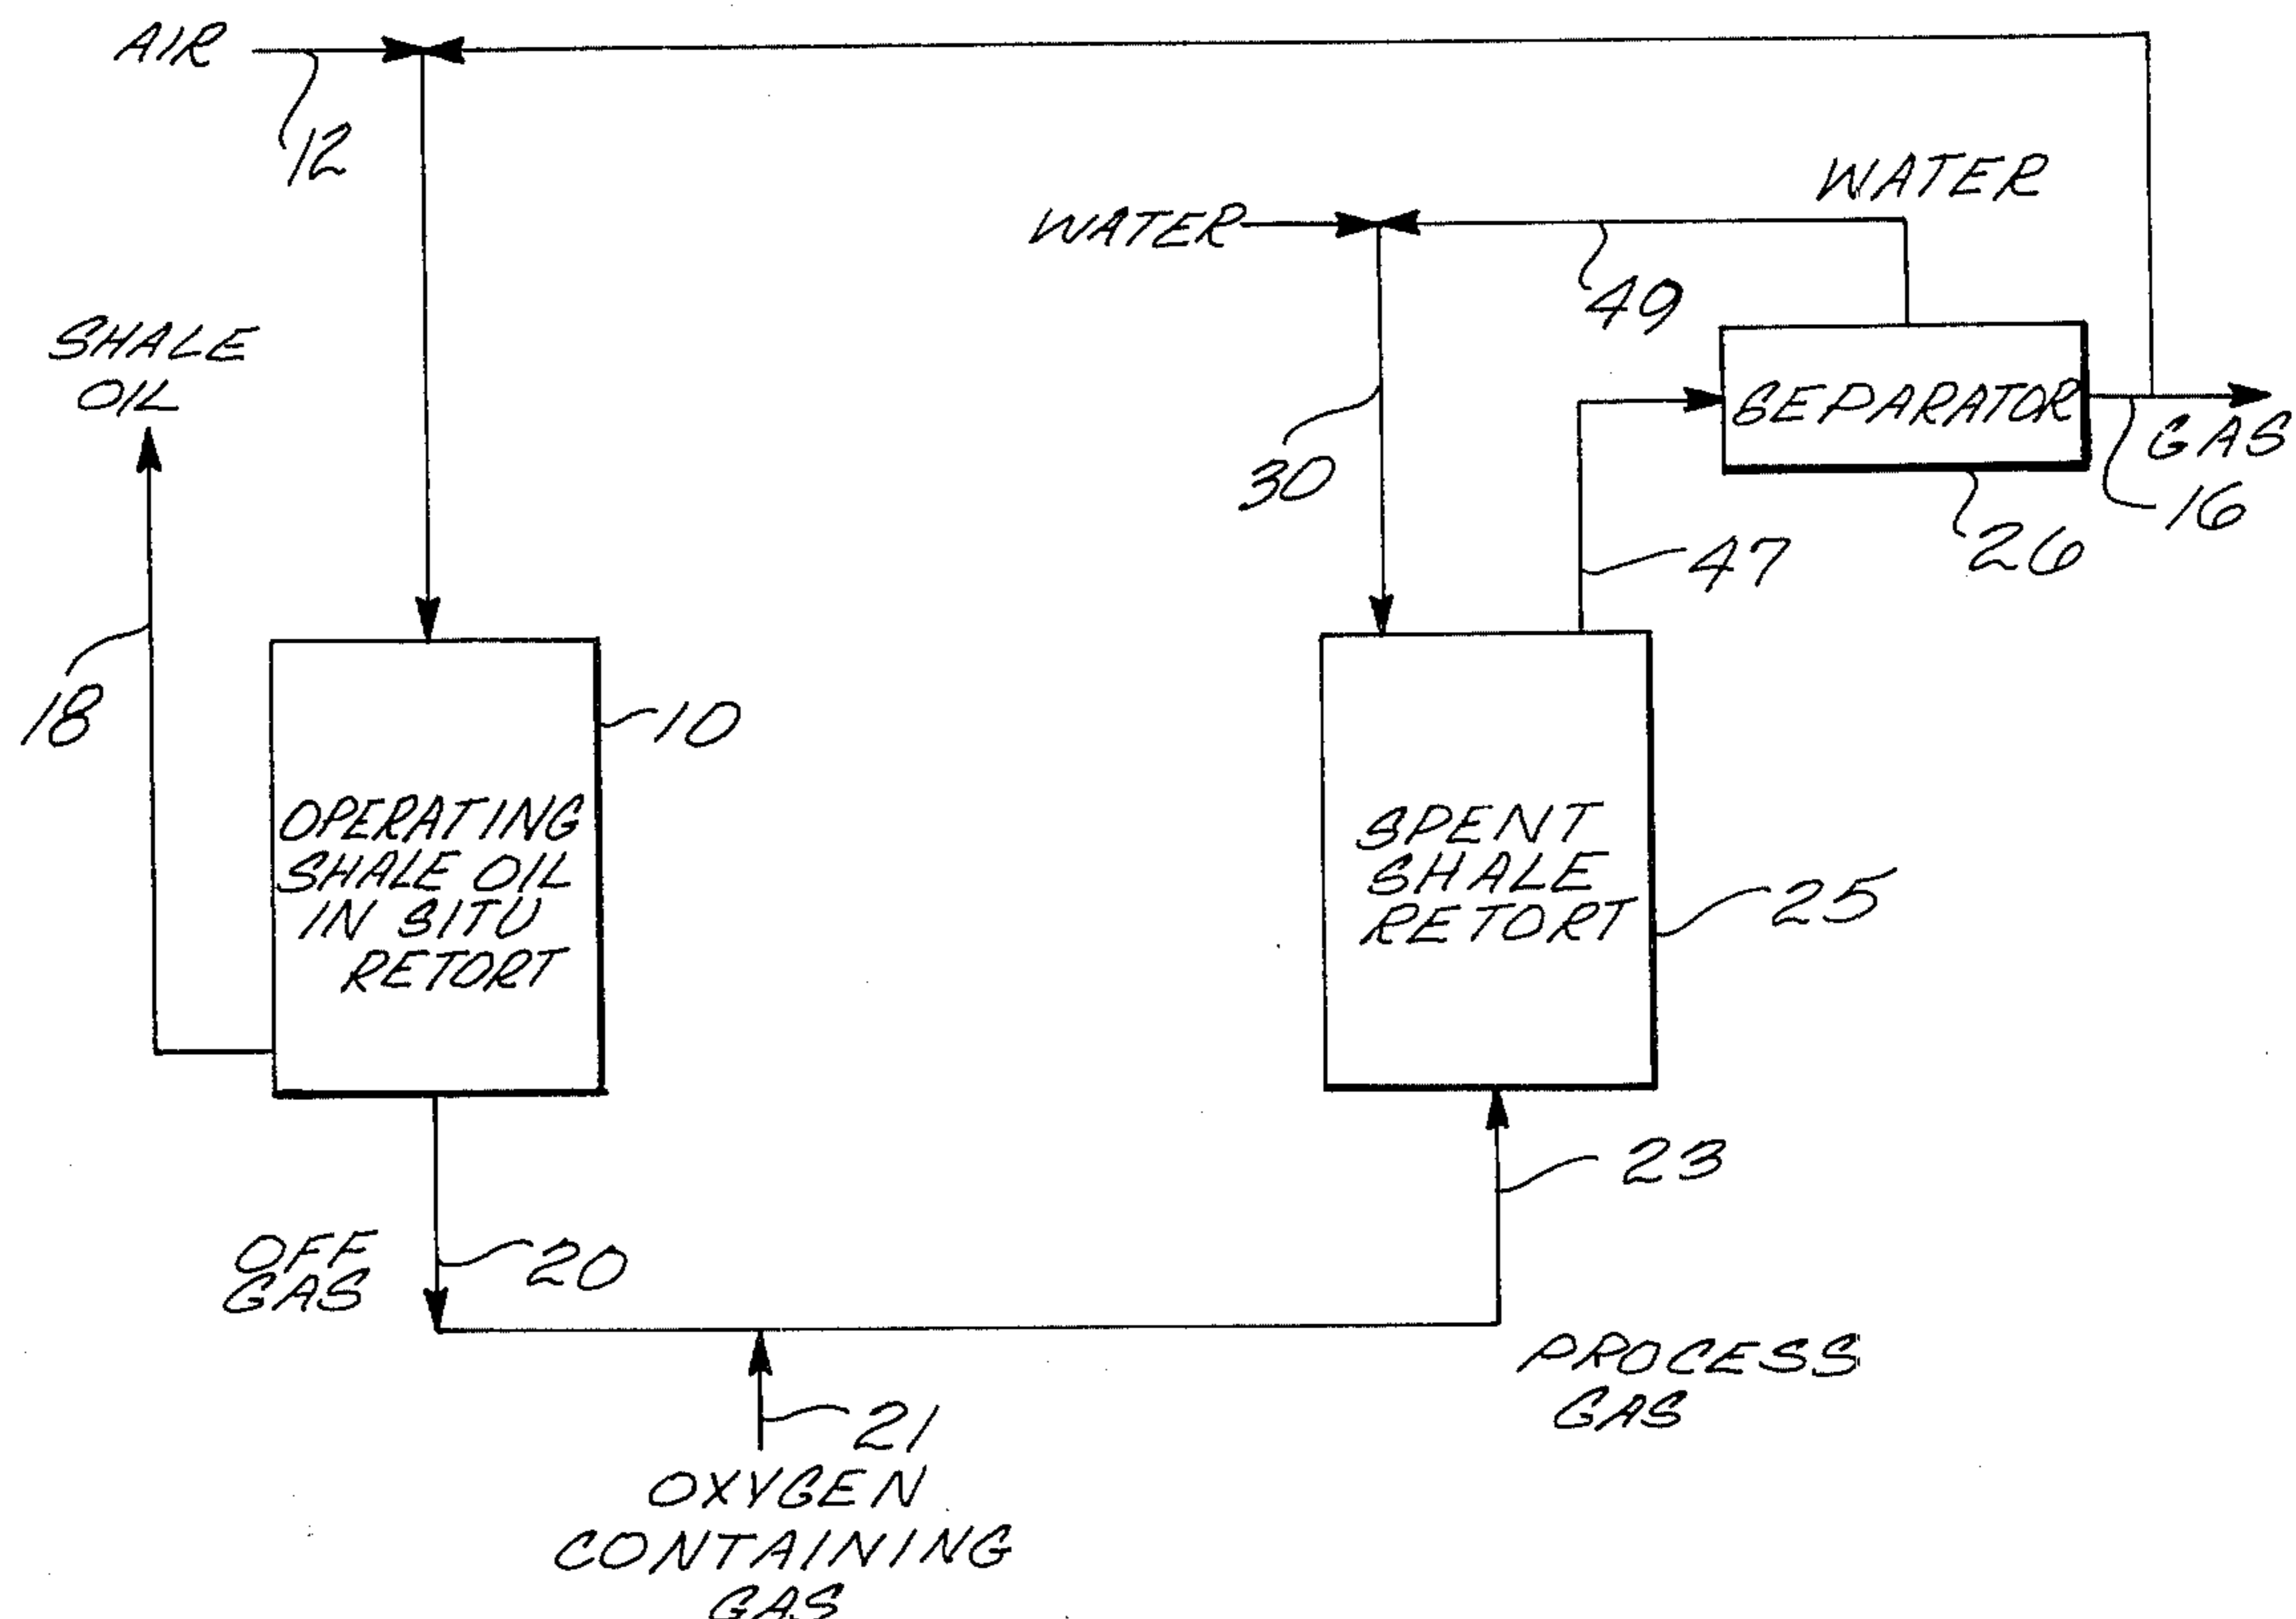 AIR
12
WATER
WATER
49
SHALE
OIL
SEPARATOR
GAS
16
30
26
47
18
10
OPERATING
SHALE OIL
IN SITU
RETORT
SPENT
SHALE
RETORT
25
23
OFF
GAS
20
PROCESS
GAS
21
OXYGEN
CONTAINING
GAS